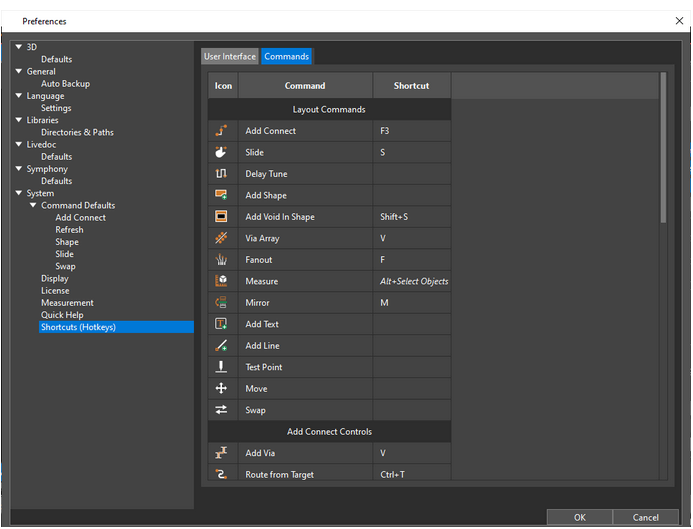 Preferences
3D
Defaults
General
Auto Backup
Language
Settings
Libraries
Directories & Paths
Livedoc
Defaults
Symphony
Defaults
System
Command Defaults
Add Connect
Refresh
Shape
Slide
Swap
Display
License
Measurement
Quick Help
Shortcuts (Hotkeys)
User Interface Commands
Icon Command Shortcut
Layout Commands
Add Connect F3
Slide S
Delay Tune
Add Shape
Add Void In Shape Shift+S
Via Array V
Fanout F
Measure Alt+Select Objects
Mirror M
Add Text
Add Line
Test Point
Move
Swap
Add Connect Controls
Add Via V
Route from Target Ctrl+T
OK Cancel